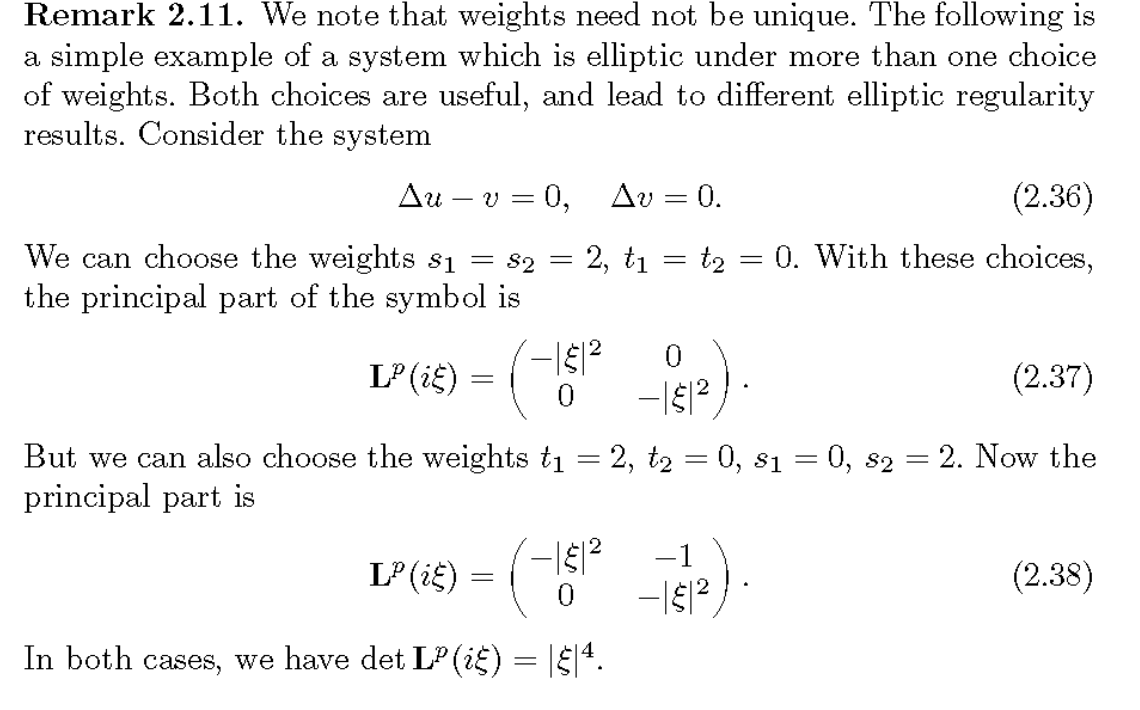 Remark 2.11. We note that weights need not be unique. The following is
a simple example of a system which is elliptic under more than one choice
of weights. Both choices are useful, and lead to different elliptic regularity
results. Consider the system
Δu − v = 0, Δv = 0. (2.36)
We can choose the weights s₁ = s₂ = 2, t₁ = t₂ = 0. With these choices,
the principal part of the symbol is
𝐋ᵖ(iξ) = ( −|ξ|² 0
0 −|ξ|² ) . (2.37)
But we can also choose the weights t₁ = 2, t₂ = 0, s₁ = 0, s₂ = 2. Now the
principal part is
𝐋ᵖ(iξ) = ( −|ξ|² −1
0 −|ξ|² ) . (2.38)
In both cases, we have det 𝐋ᵖ(iξ) = |ξ|⁴.